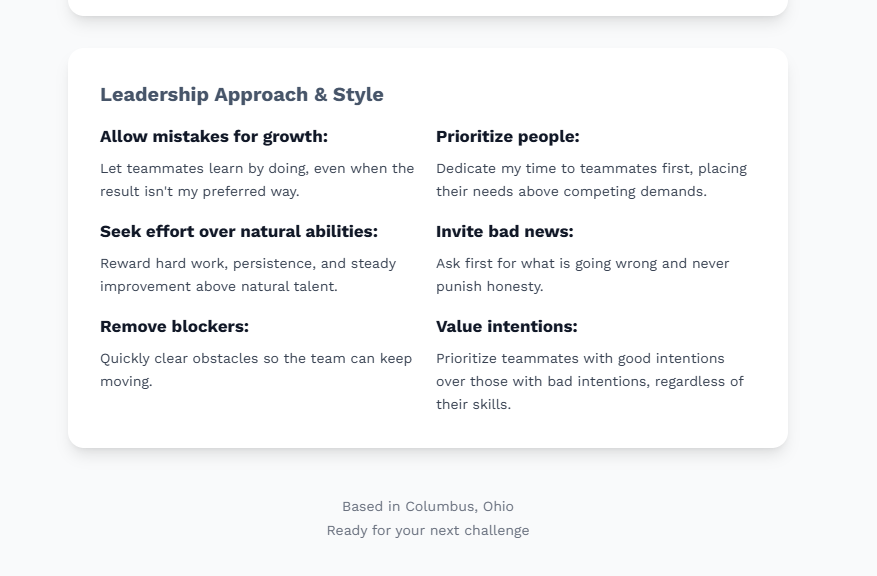 Leadership Approach & Style
Allow mistakes for growth:
Let teammates learn by doing, even when the
result isn't my preferred way.
Prioritize people:
Dedicate my time to teammates first, placing
their needs above competing demands.
Seek effort over natural abilities:
Reward hard work, persistence, and steady
improvement above natural talent.
Invite bad news:
Ask first for what is going wrong and never
punish honesty.
Remove blockers:
Quickly clear obstacles so the team can keep
moving.
Value intentions:
Prioritize teammates with good intentions
over those with bad intentions, regardless of
their skills.
Based in Columbus, Ohio
Ready for your next challenge